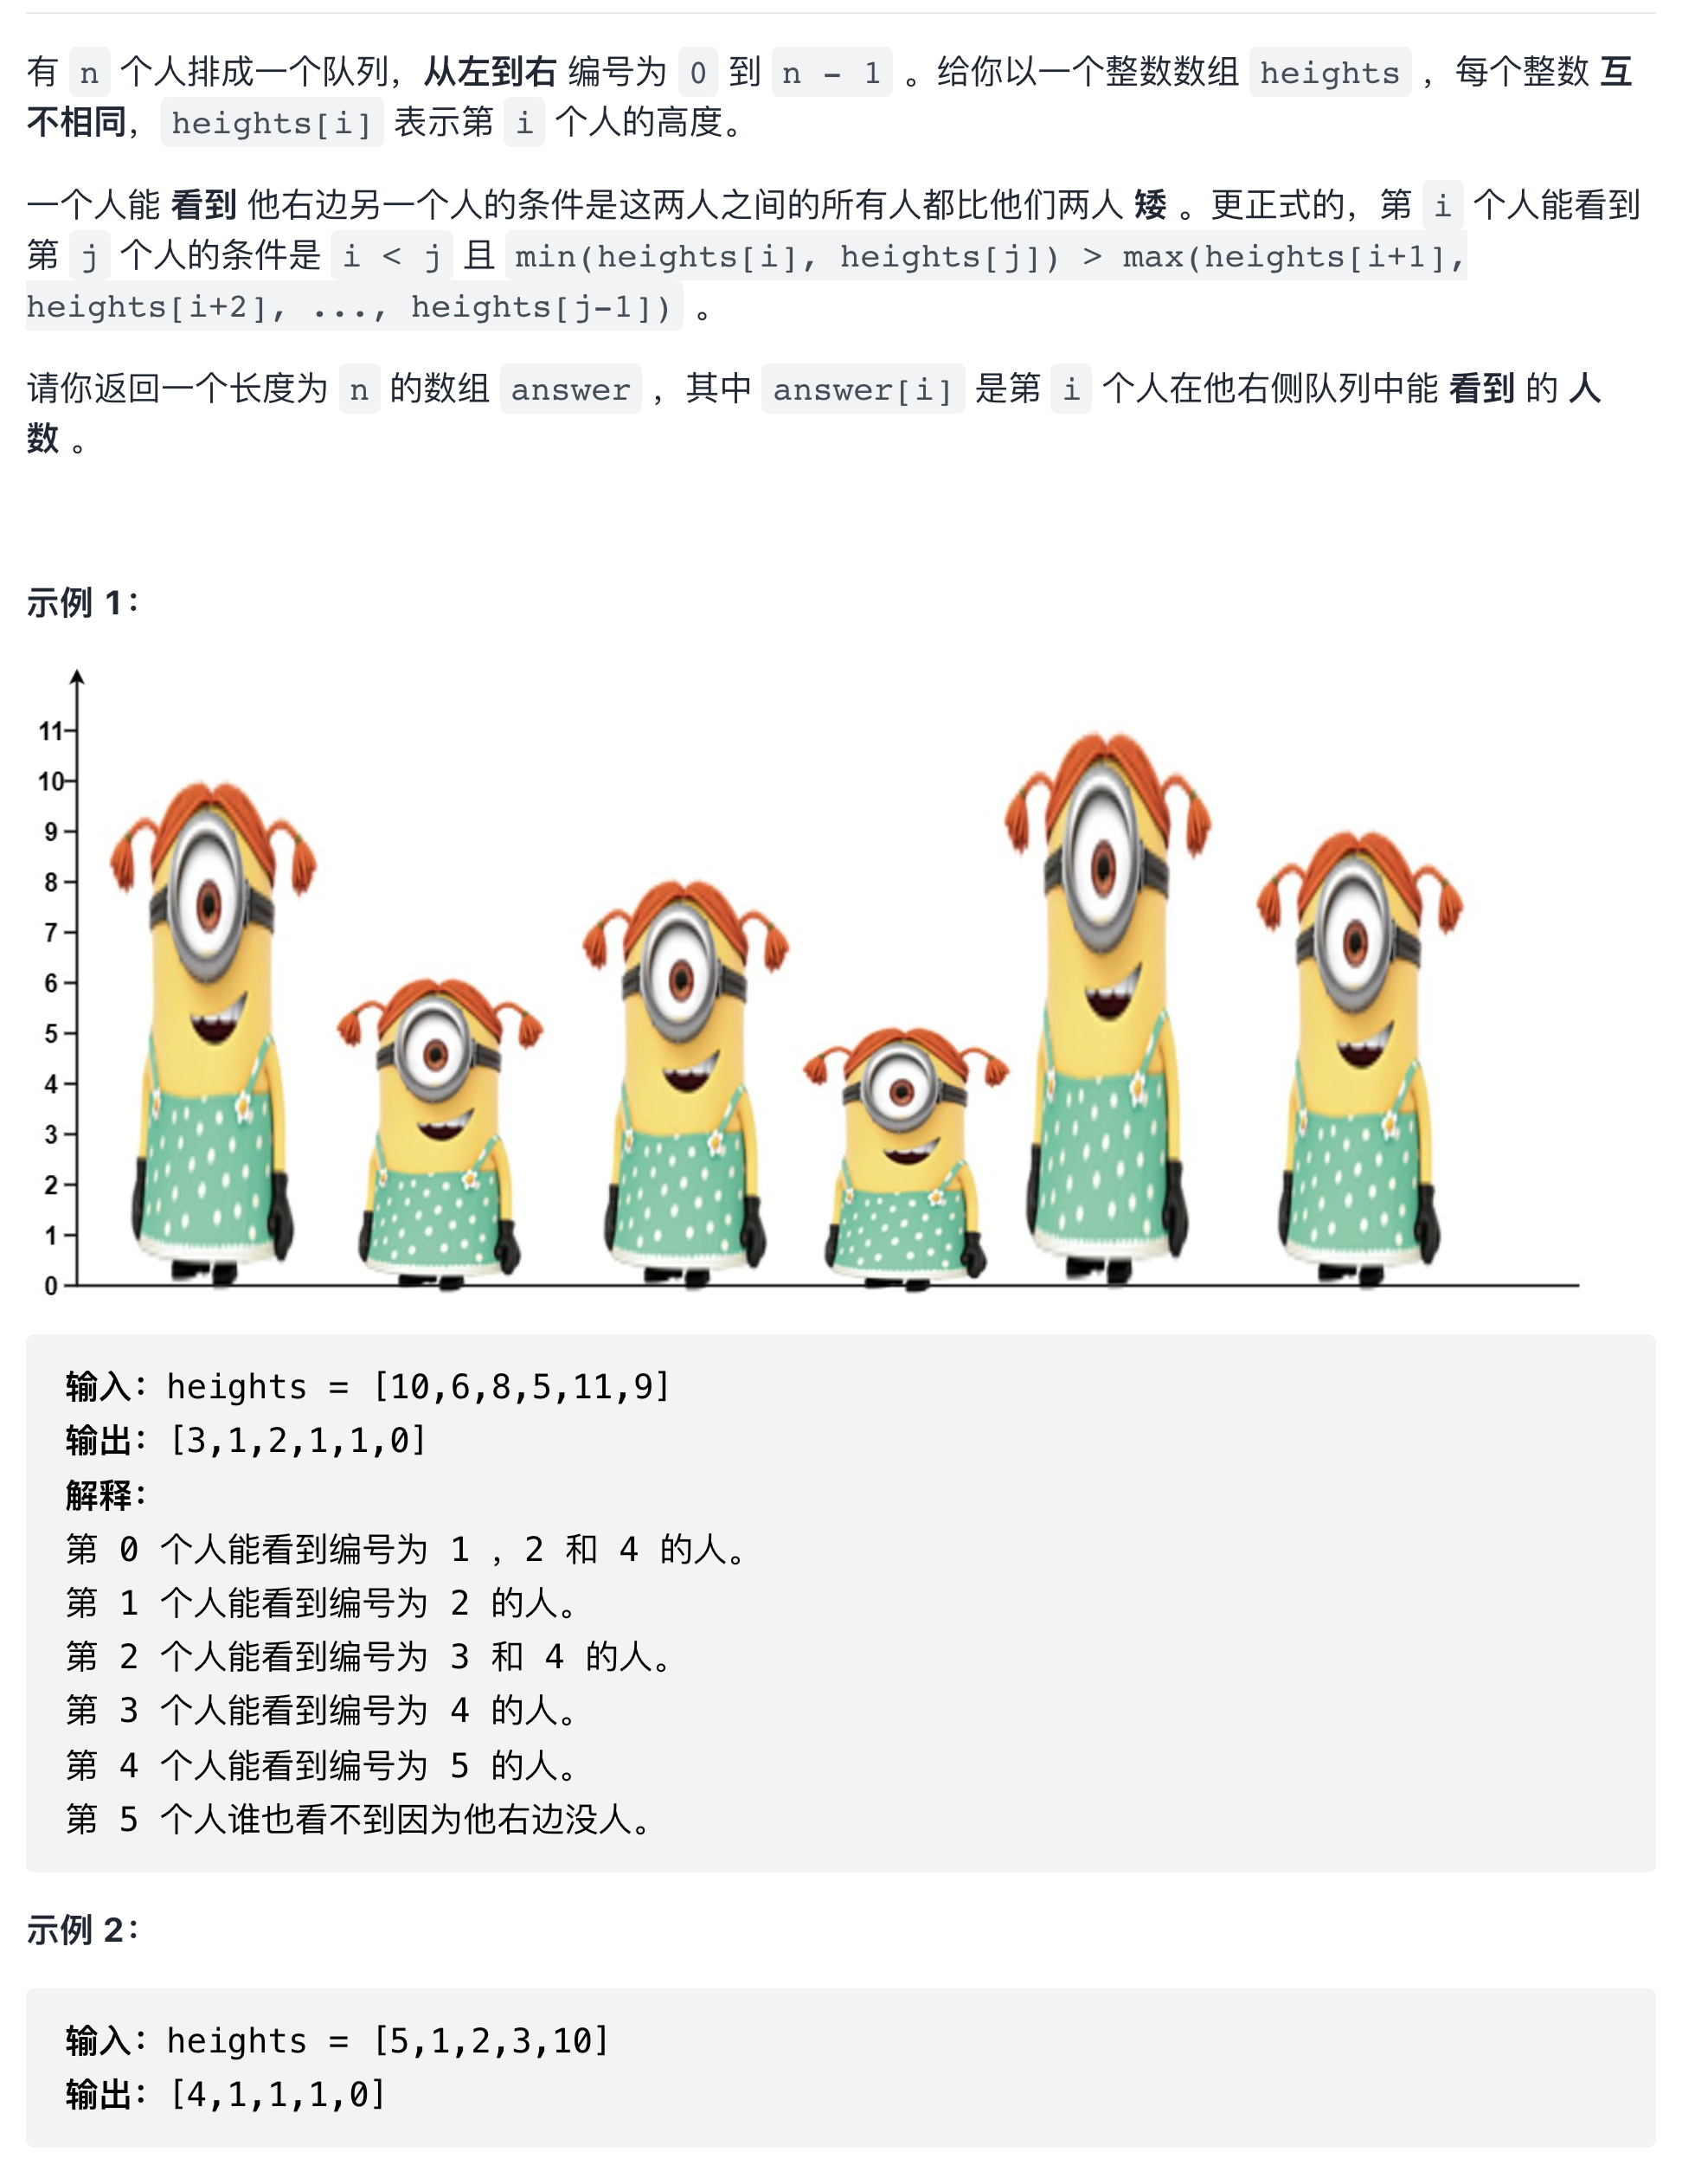 有 n 个人排成一个队列，从左到右 编号为 0 到 n - 1 。给你以一个整数数组 heights ，每个整数 互
不相同，heights[i] 表示第 i 个人的高度。
一个人能 看到 他右边另一个人的条件是这两人之间的所有人都比他们两人 矮 。更正式的，第 i 个人能看到
第 j 个人的条件是 i < j 且 min(heights[i], heights[j]) > max(heights[i+1],
heights[i+2], ..., heights[j-1]) 。
请你返回一个长度为 n 的数组 answer ，其中 answer[i] 是第 i 个人在他右侧队列中能 看到 的 人
数 。
示例 1：
11
10
9
8
7
6
5
4
3
2
1
0
输入：heights = [10,6,8,5,11,9]
输出：[3,1,2,1,1,0]
解释：
第 0 个人能看到编号为 1 ，2 和 4 的人。
第 1 个人能看到编号为 2 的人。
第 2 个人能看到编号为 3 和 4 的人。
第 3 个人能看到编号为 4 的人。
第 4 个人能看到编号为 5 的人。
第 5 个人谁也看不到因为他右边没人。
示例 2：
输入：heights = [5,1,2,3,10]
输出：[4,1,1,1,0]